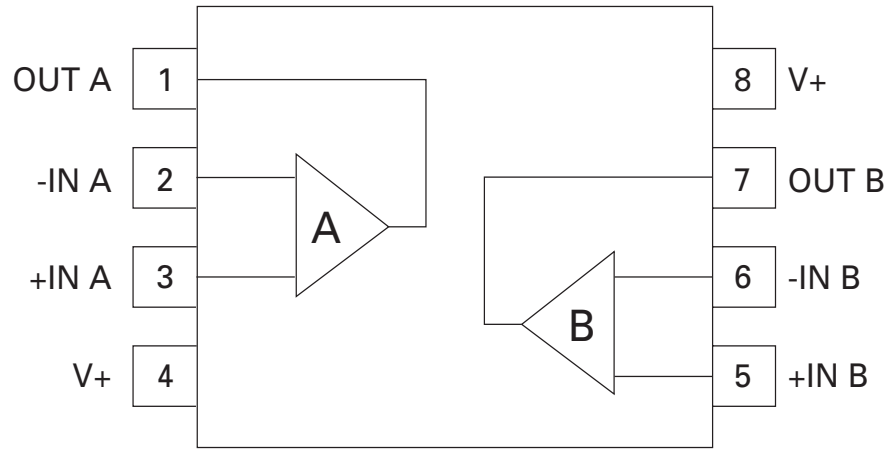 OUT A 1
8 V+
-IN A 2
7 OUT B
A
+IN A 3
6 -IN B
B
V+ 4
5 +IN B